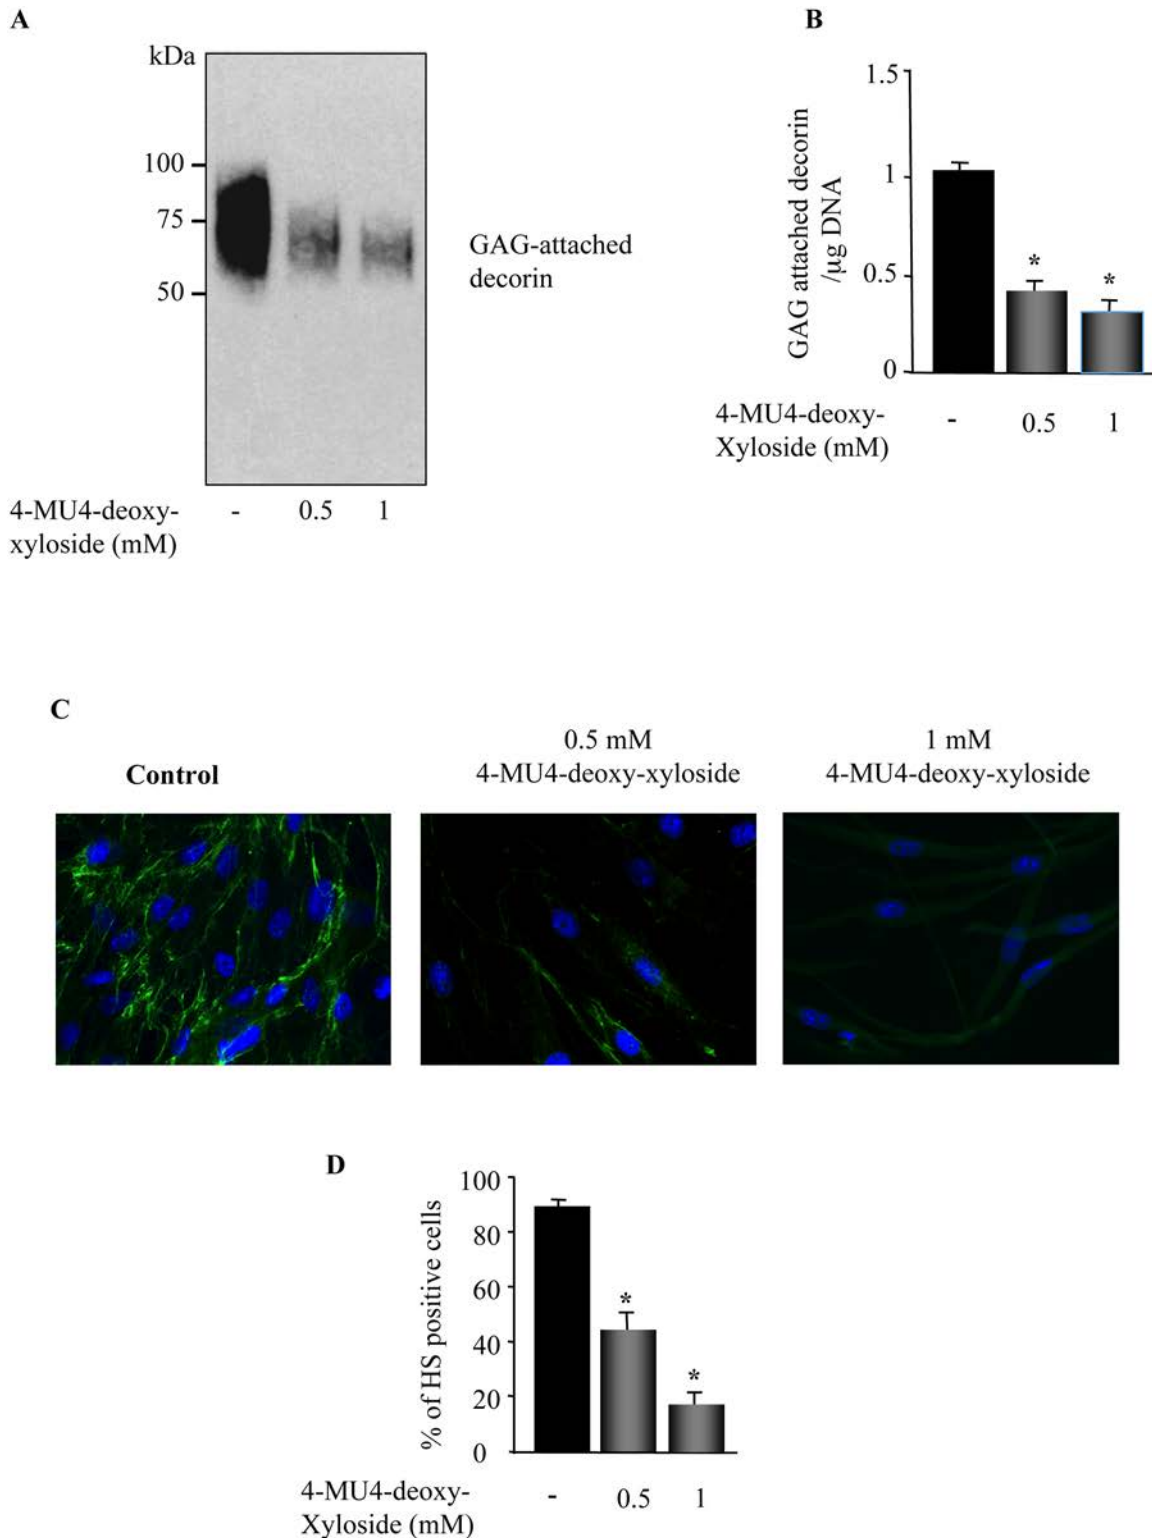 A
kDa
100
75
50
GAG-attached
decorin
4-MU4-deoxy-
xyloside (mM)
- 0.5 1
B
GAG attached decorin
/µg DNA
1.5
1
0.5
0
* *
4-MU4-deoxy-
Xyloside (mM)
- 0.5 1
C
Control
0.5 mM
4-MU4-deoxy-xyloside
1 mM
4-MU4-deoxy-xyloside
D
% of HS positive cells
100
80
60
40
20
0
* *
4-MU4-deoxy-
Xyloside (mM)
- 0.5 1